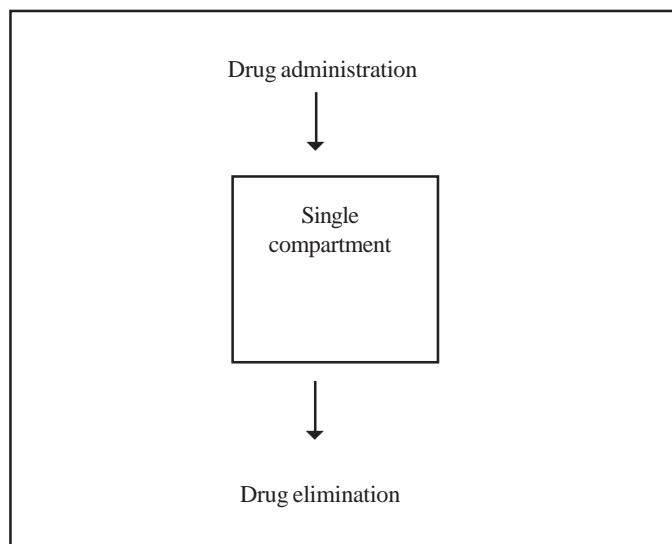 Drug administration
Single
compartment
Drug elimination